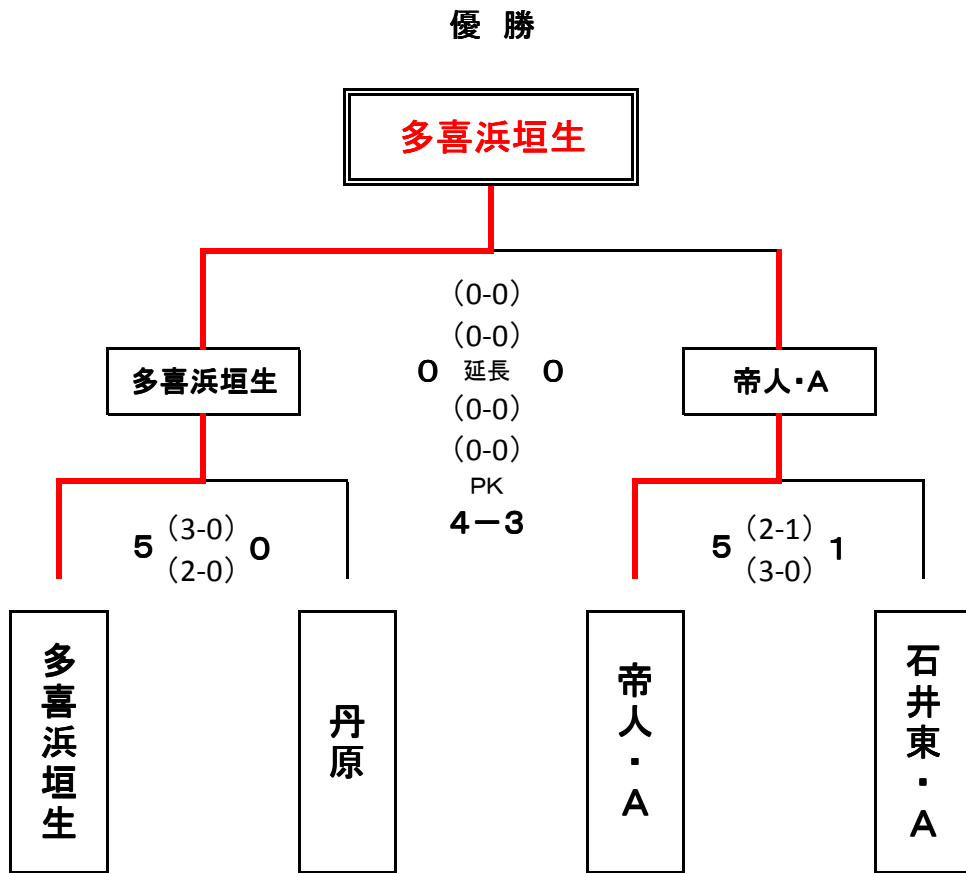 優 勝
多喜浜垣生
(0-0)
(0-0)
0 延長 0
(0-0)
(0-0)
PK
4－3
多喜浜垣生
帝人・A
5 (3-0) 0
(2-0)
5 (2-1) 1
(3-0)
多喜浜垣生
丹原
帝人・A
石井東・A